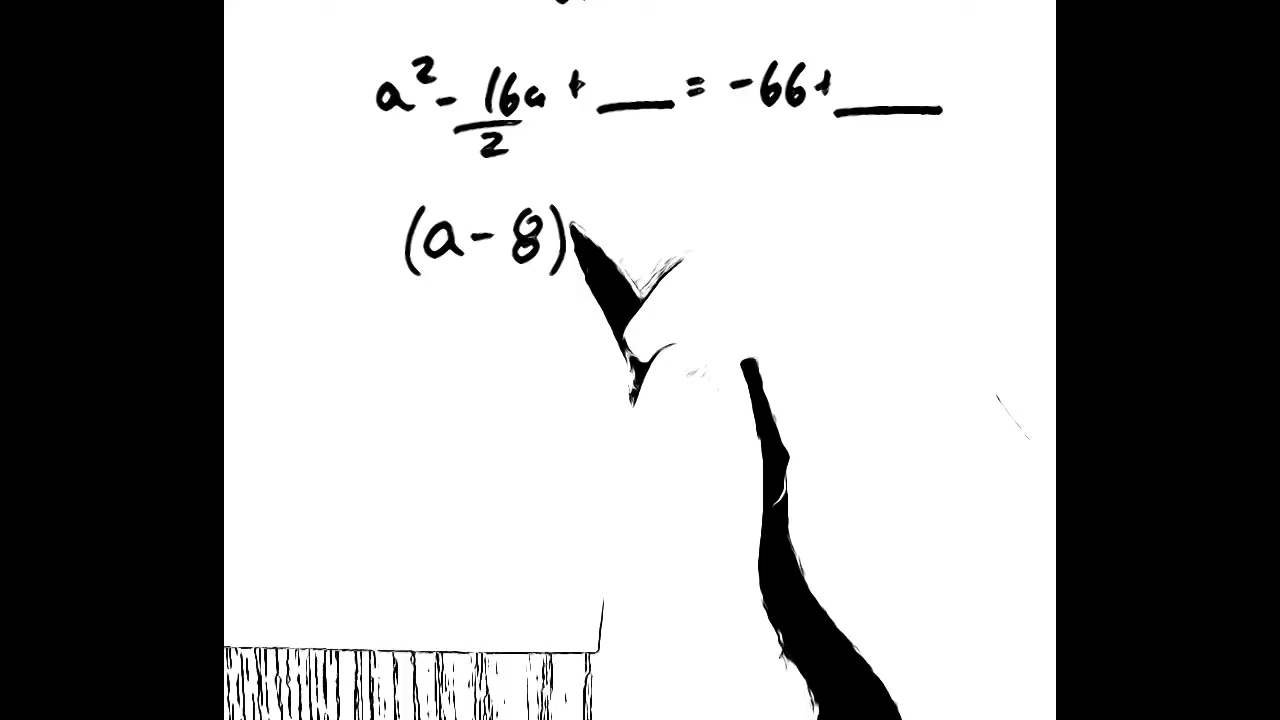 a² - 16a + ___ = -66 + ___
2
(a - 8)